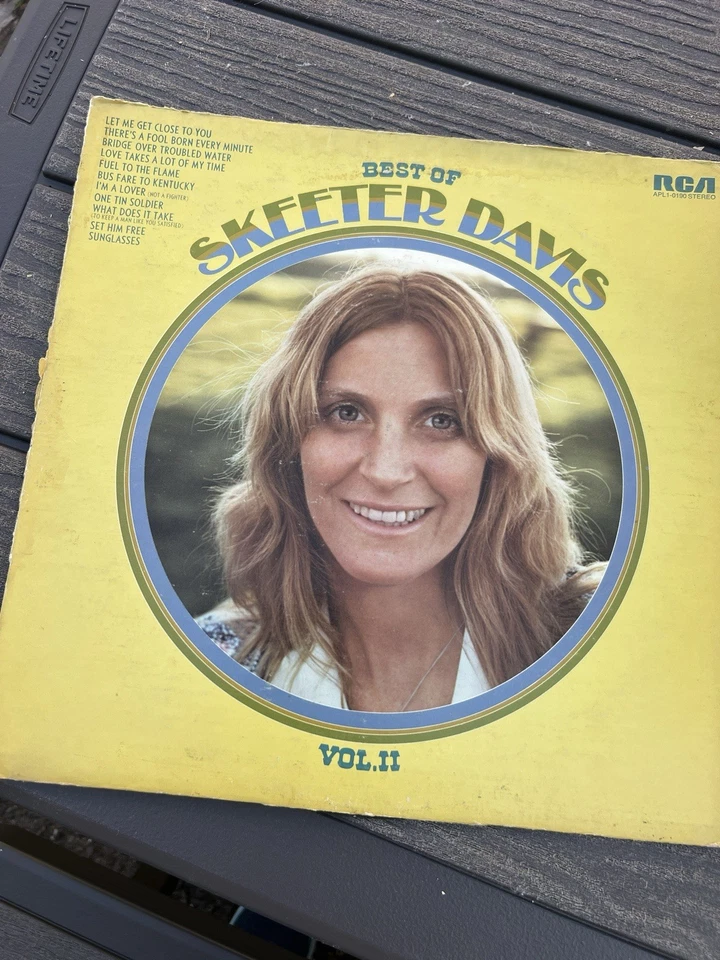 LIFETIME
LET ME GET CLOSE TO YOU
THERE'S A FOOL BORN EVERY MINUTE
BRIDGE OVER TROUBLED WATER
LOVE TAKES A LOT OF MY TIME
FUEL TO THE FLAME
BUS FARE TO KENTUCKY
I'M A LOVER (NOT A FIGHTER)
ONE TIN SOLDIER
WHAT DOES IT TAKE
(TO KEEP A MAN LIKE YOU SATISFIED)
SET HIM FREE
SUNGLASSES
BEST OF
SKEETER DAVIS
RCA
APL1-0190 STEREO
VOL.II